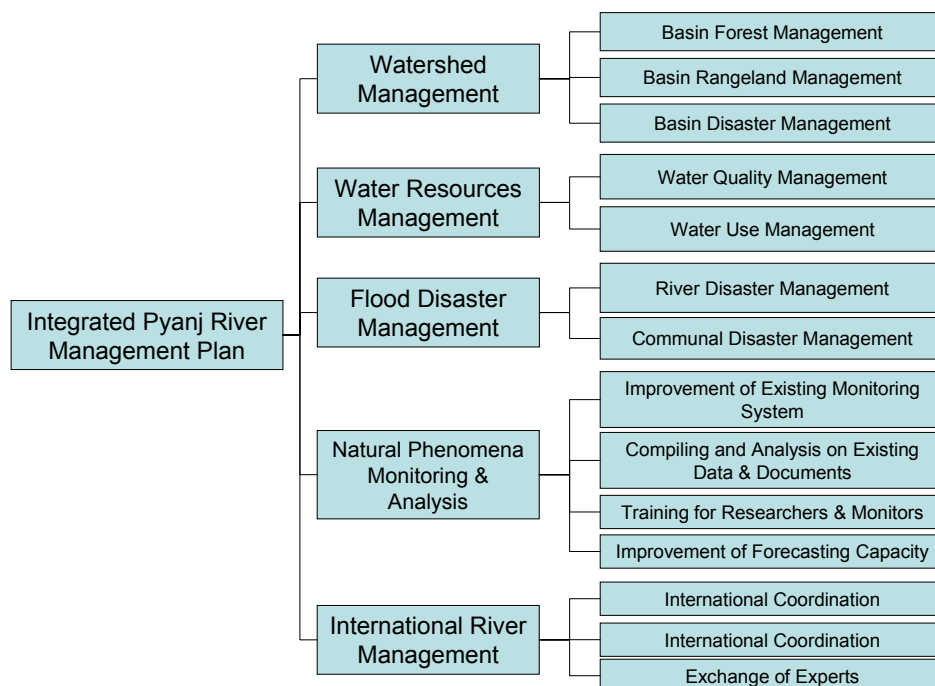 Integrated Pyanj River
Management Plan
Watershed
Management
Basin Forest Management
Basin Rangeland Management
Basin Disaster Management
Water Resources
Management
Water Quality Management
Water Use Management
Flood Disaster
Management
River Disaster Management
Communal Disaster Management
Natural Phenomena
Monitoring &
Analysis
Improvement of Existing Monitoring
System
Compiling and Analysis on Existing
Data & Documents
Training for Researchers & Monitors
Improvement of Forecasting Capacity
International River
Management
International Coordination
International Coordination
Exchange of Experts